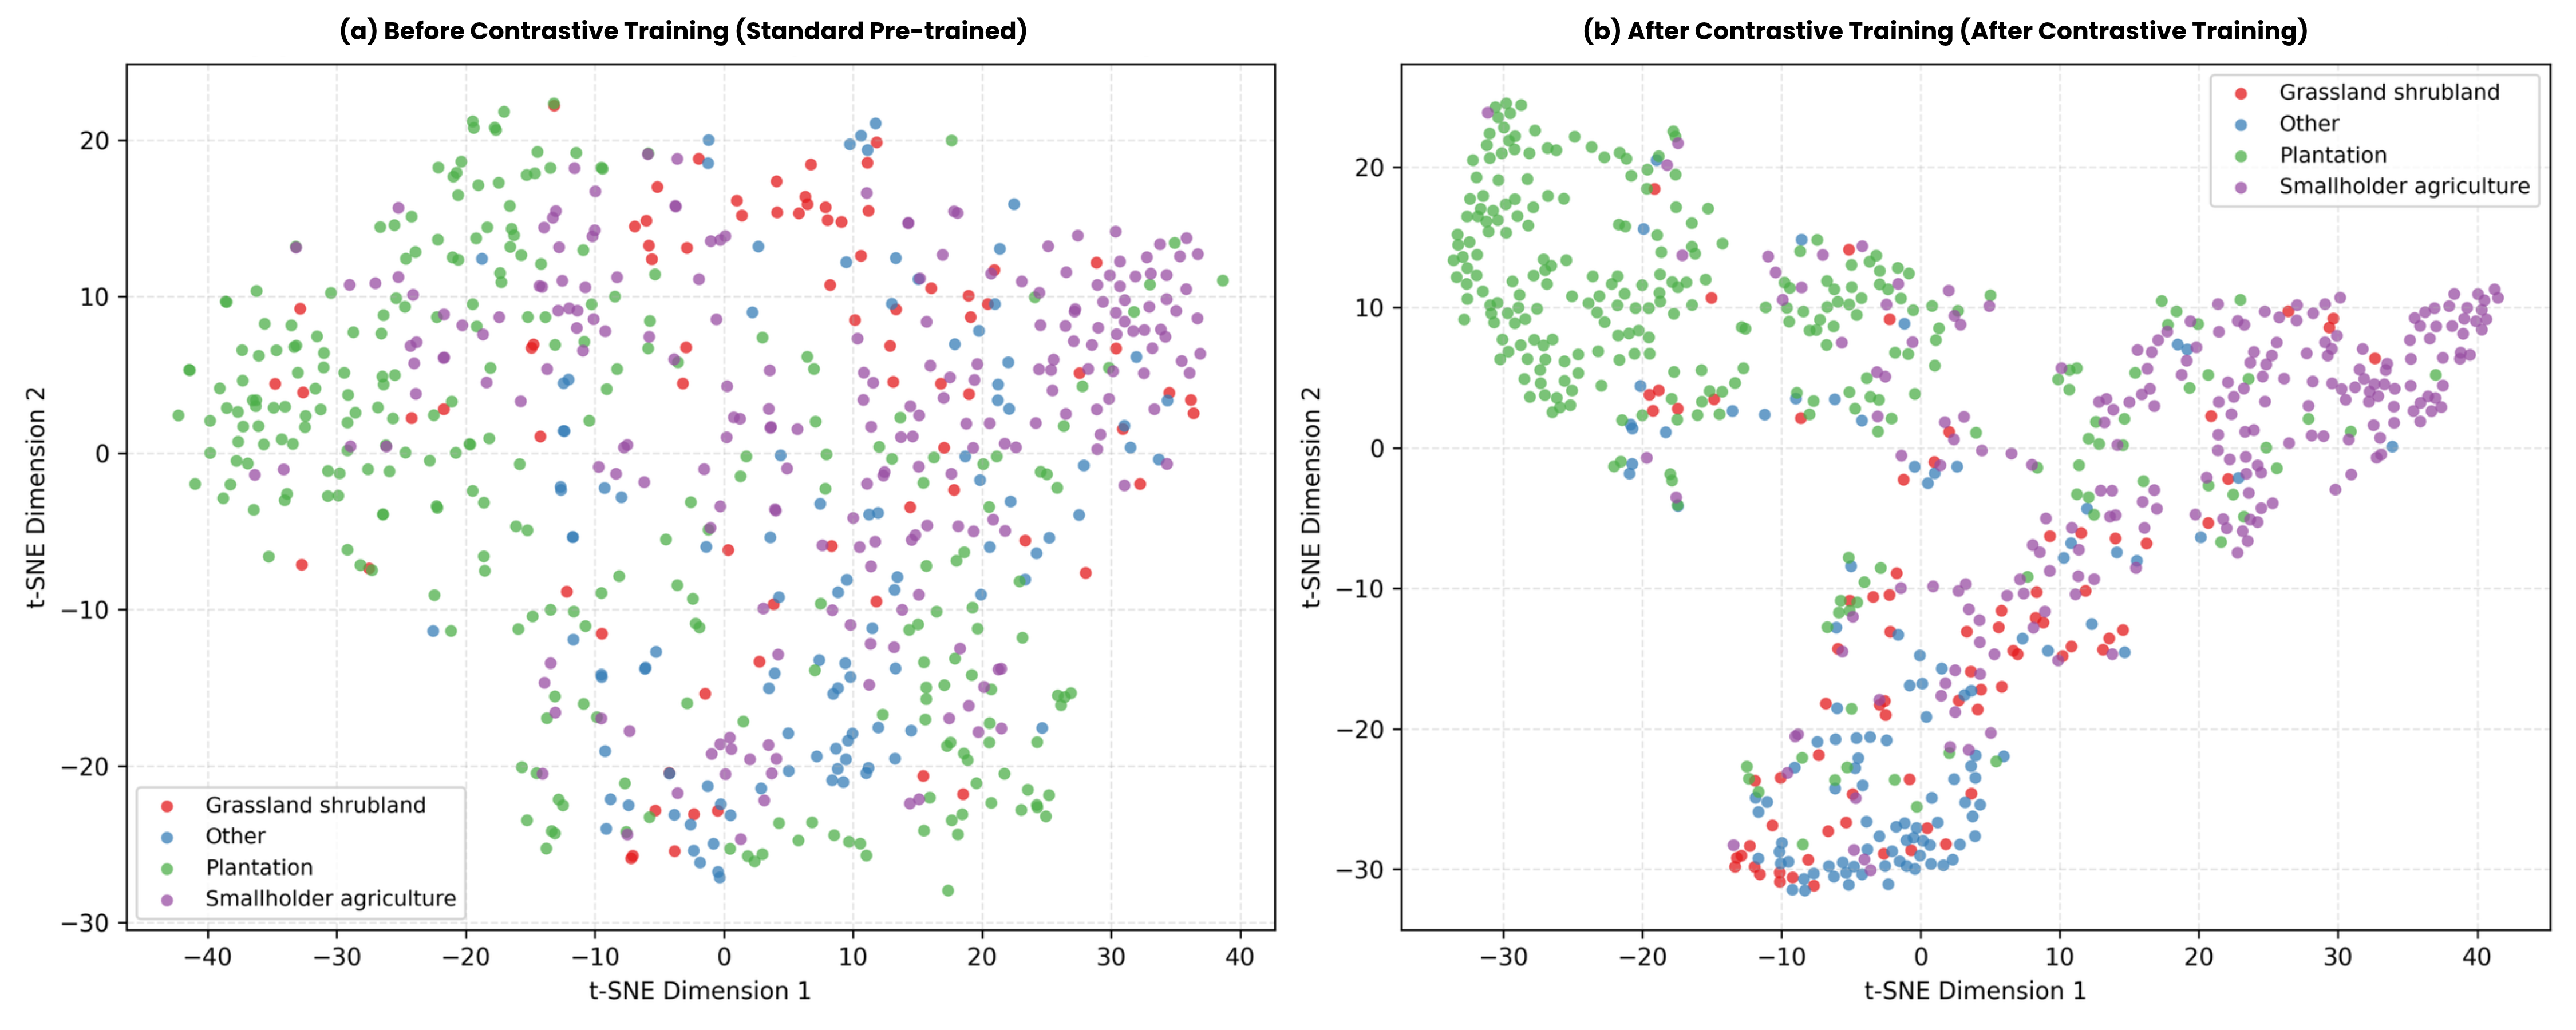 (a) Before Contrastive Training (Standard Pre-trained)
20
10
0
−10
−20
−30
t-SNE Dimension 2
Grassland shrubland
Other
Plantation
Smallholder agriculture
−40 −30 −20 −10 0 10 20 30 40
t-SNE Dimension 1
(b) After Contrastive Training (After Contrastive Training)
Grassland shrubland
Other
Plantation
Smallholder agriculture
20
10
0
−10
−20
−30
t-SNE Dimension 2
−30 −20 −10 0 10 20 30 40
t-SNE Dimension 1